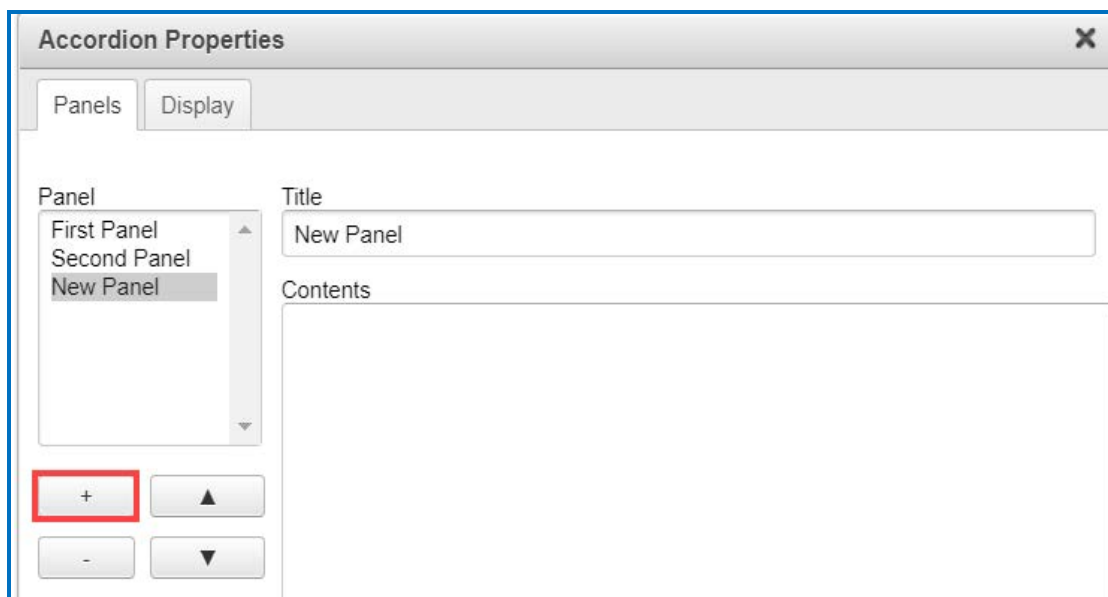 Accordion Properties
Panels Display
Panel
First Panel
Second Panel
New Panel
Title
New Panel
Contents
+ ▲
- ▼